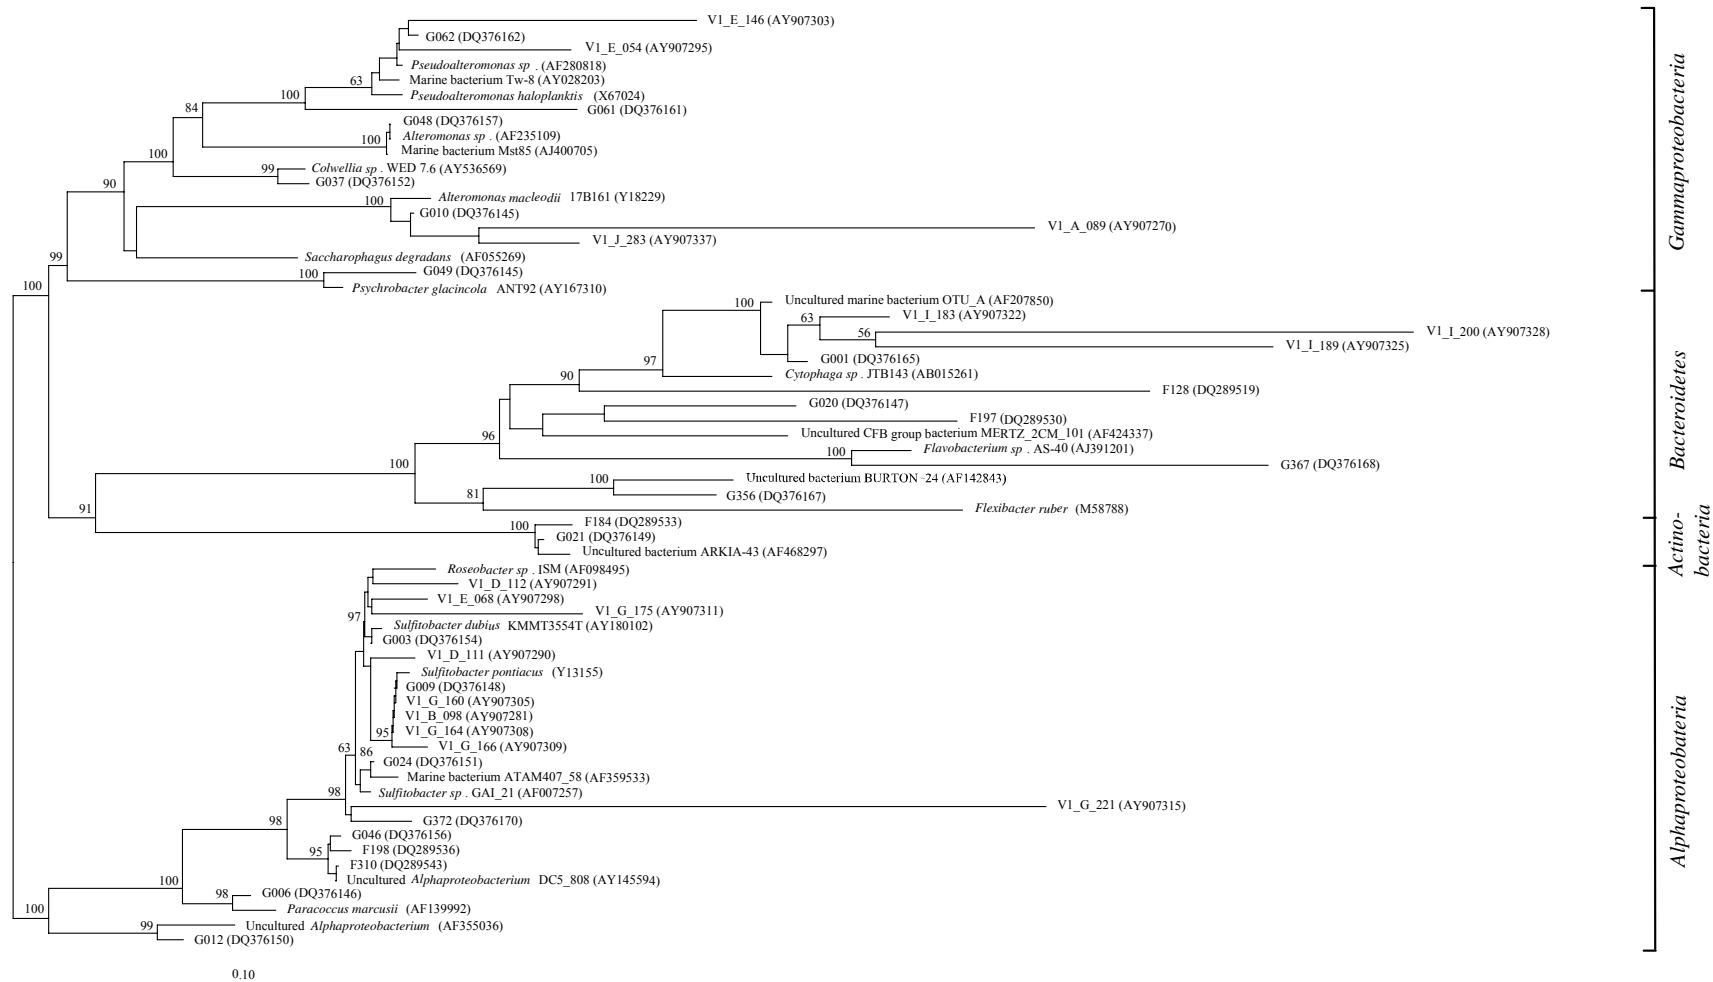 V1_E_146 (AY907303)
G062 (DQ376162)
V1_E_054 (AY907295)
Pseudoalteromonas sp . (AF280818)
Marine bacterium Tw-8 (AY028203)
63
Pseudoalteromonas haloplanktis (X67024)
100
84
G061 (DQ376161)
G048 (DQ376157)
Alteromonas sp . (AF235109)
100
Marine bacterium Mst85 (AJ400705)
100
Colwellia sp . WED 7.6 (AY536569)
99
G037 (DQ376152)
90
Alteromonas macleodii 17B161 (Y18229)
100
G010 (DQ376145)
V1_A_089 (AY907270)
V1_J_283 (AY907337)
Saccharophagus degradans (AF055269)
99
G049 (DQ376145)
100
Psychrobacter glacincola ANT92 (AY167310)
100
Uncultured marine bacterium OTU_A (AF207850)
100
V1_I_183 (AY907322)
63
V1_I_200 (AY907328)
56
V1_I_189 (AY907325)
G001 (DQ376165)
97
Cytophaga sp . JTB143 (AB015261)
90
F128 (DQ289519)
G020 (DQ376147)
F197 (DQ289530)
96
Uncultured CFB group bacterium MERTZ_2CM_101 (AF424337)
Flavobacterium sp . AS-40 (AJ391201)
100
G367 (DQ376168)
100
Uncultured bacterium BURTON-24 (AF142843)
100
G356 (DQ376167)
81
Flexibacter ruber (M58788)
91
F184 (DQ289533)
100
G021 (DQ376149)
Uncultured bacterium ARKIA-43 (AF468297)
Roseobacter sp . ISM (AF098495)
V1_D_112 (AY907291)
V1_E_068 (AY907298)
V1_G_175 (AY907311)
97
Sulfitobacter dubius KMMT3554T (AY180102)
G003 (DQ376154)
V1_D_111 (AY907290)
Sulfitobacter pontiacus (Y13155)
G009 (DQ376148)
V1_G_160 (AY907305)
V1_B_098 (AY907281)
V1_G_164 (AY907308)
95
V1_G_166 (AY907309)
63
86
G024 (DQ376151)
Marine bacterium ATAM407_58 (AF359533)
Sulfitobacter sp . GAI_21 (AF007257)
98
V1_G_221 (AY907315)
98
G372 (DQ376170)
G046 (DQ376156)
95
F198 (DQ289536)
F310 (DQ289543)
Uncultured Alphaproteobacterium DC5_808 (AY145594)
100
G006 (DQ376146)
98
Paracoccus marcusii (AF139992)
100
Uncultured Alphaproteobacterium (AF355036)
99
G012 (DQ376150)
0.10
Gammaproteobacteria
Bacteroidetes
Actino-
bacteria
Alphaproteobateria